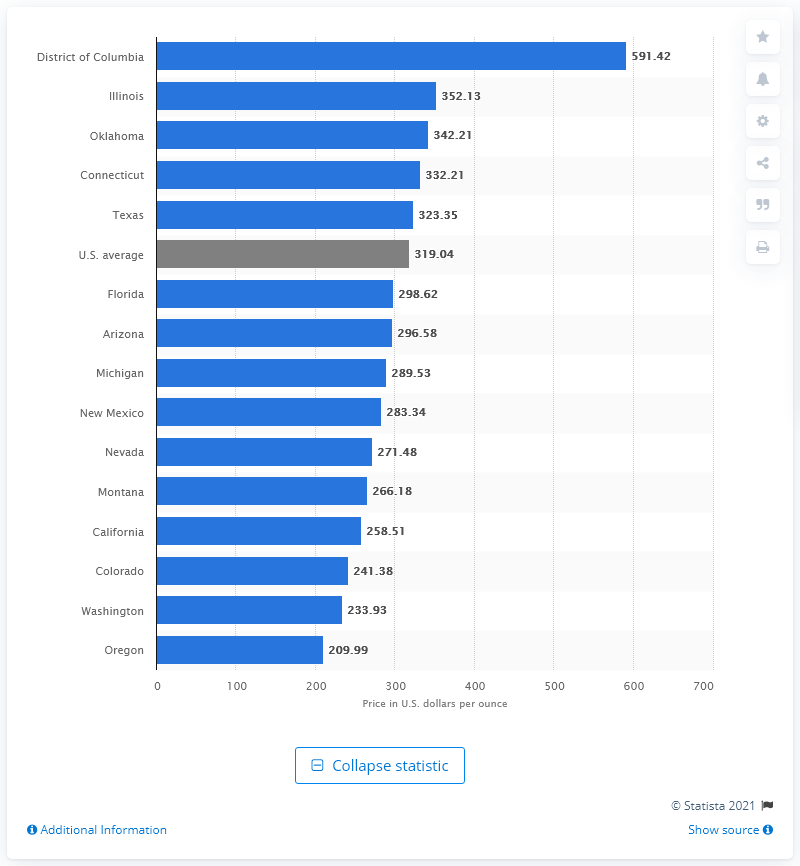 District of Columbia 591.42
Illinois 352.13
Oklahoma 342.21
Connecticut 332.21
Texas 323.35
U.S. average 319.04
Florida 298.62
Arizona 296.58
Michigan 289.53
New Mexico 283.34
Nevada 271.48
Montana 266.18
California 258.51
Colorado 241.38
Washington 233.93
Oregon 209.99
0 100 200 300 400 500 600 700
Price in U.S. dollars per ounce
Collapse statistic
© Statista 2021
Additional Information Show source